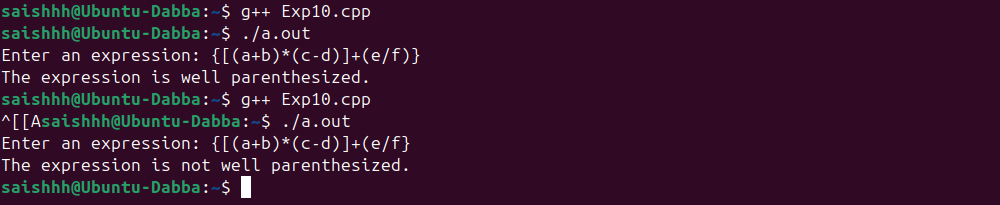 saishhh@Ubuntu-Dabba:~$ g++ Exp10.cpp
saishhh@Ubuntu-Dabba:~$ ./a.out
Enter an expression: {[(a+b)*(c-d)]+(e/f)}
The expression is well parenthesized.
saishhh@Ubuntu-Dabba:~$ g++ Exp10.cpp
^[[Asaishhh@Ubuntu-Dabba:~$ ./a.out
Enter an expression: {[(a+b)*(c-d)]+(e/f}
The expression is not well parenthesized.
saishhh@Ubuntu-Dabba:~$